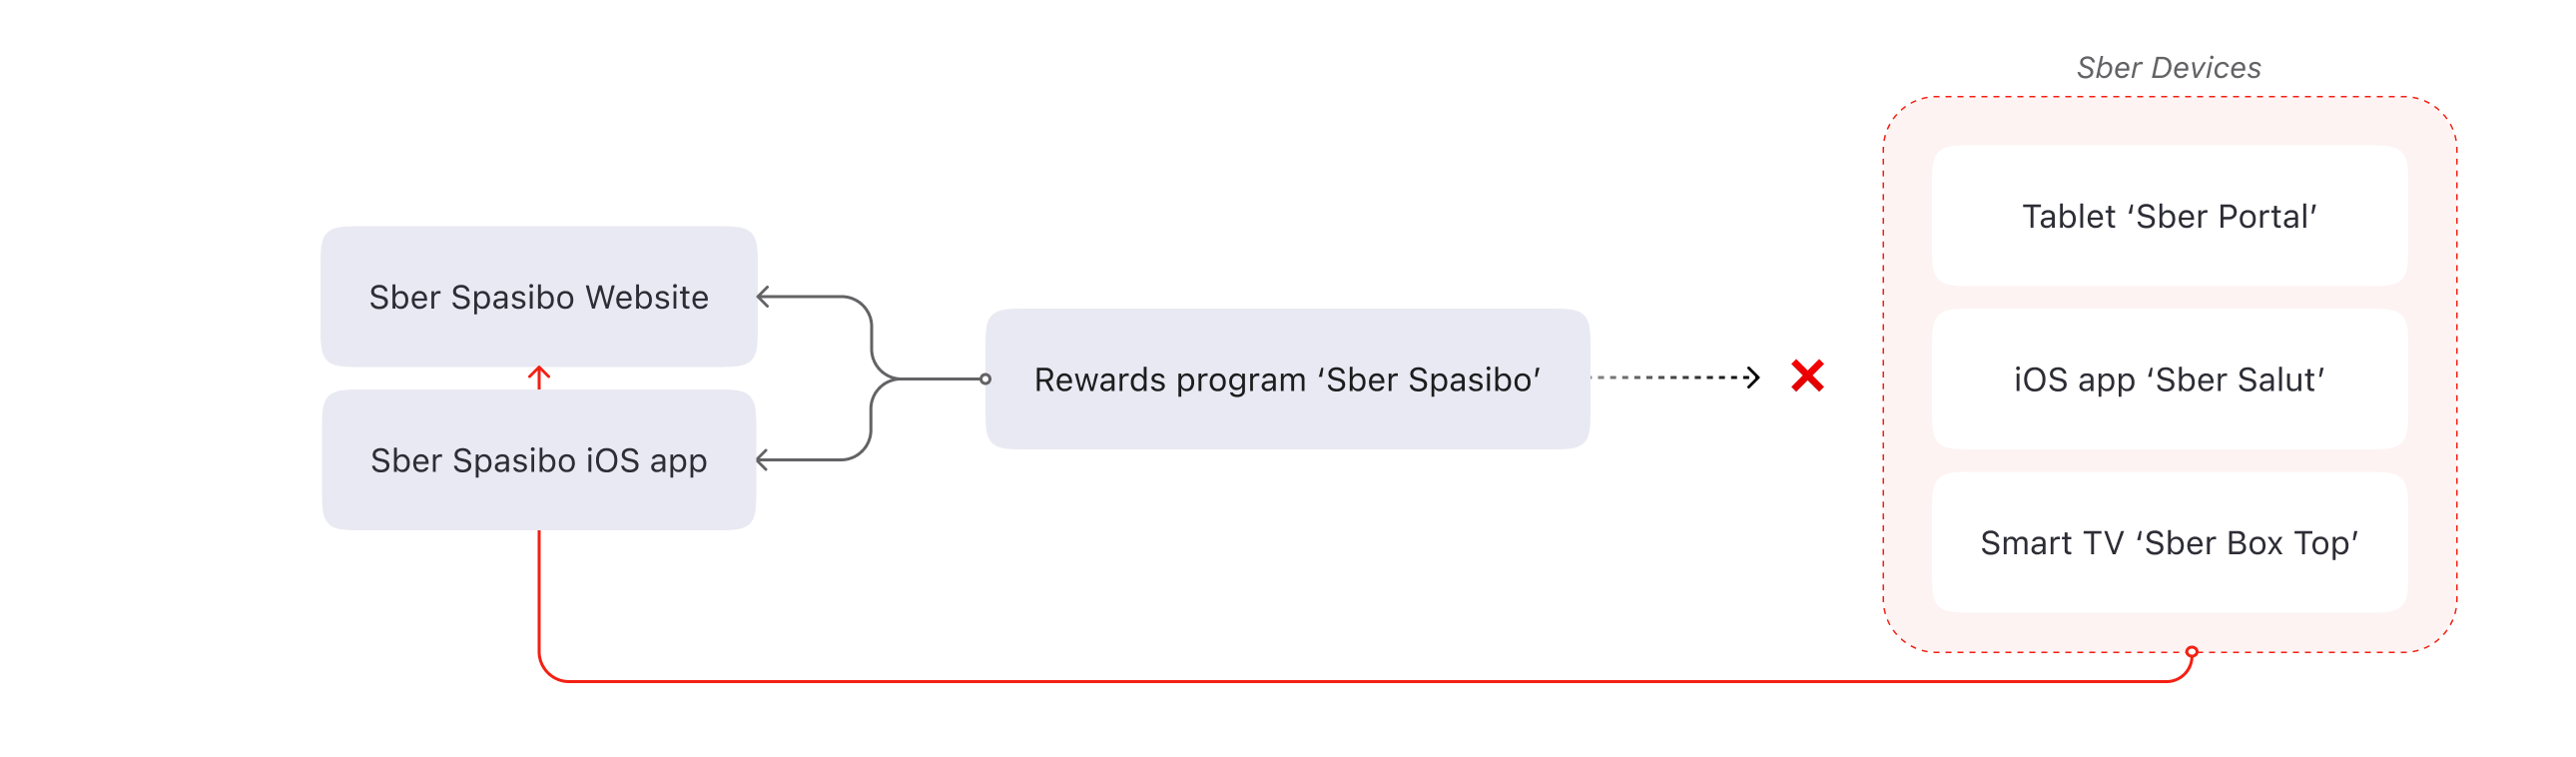 Sber Devices
Tablet ‘Sber Portal’
Sber Spasibo Website
Rewards program ‘Sber Spasibo’
iOS app ‘Sber Salut’
Sber Spasibo iOS app
Smart TV ‘Sber Box Top’